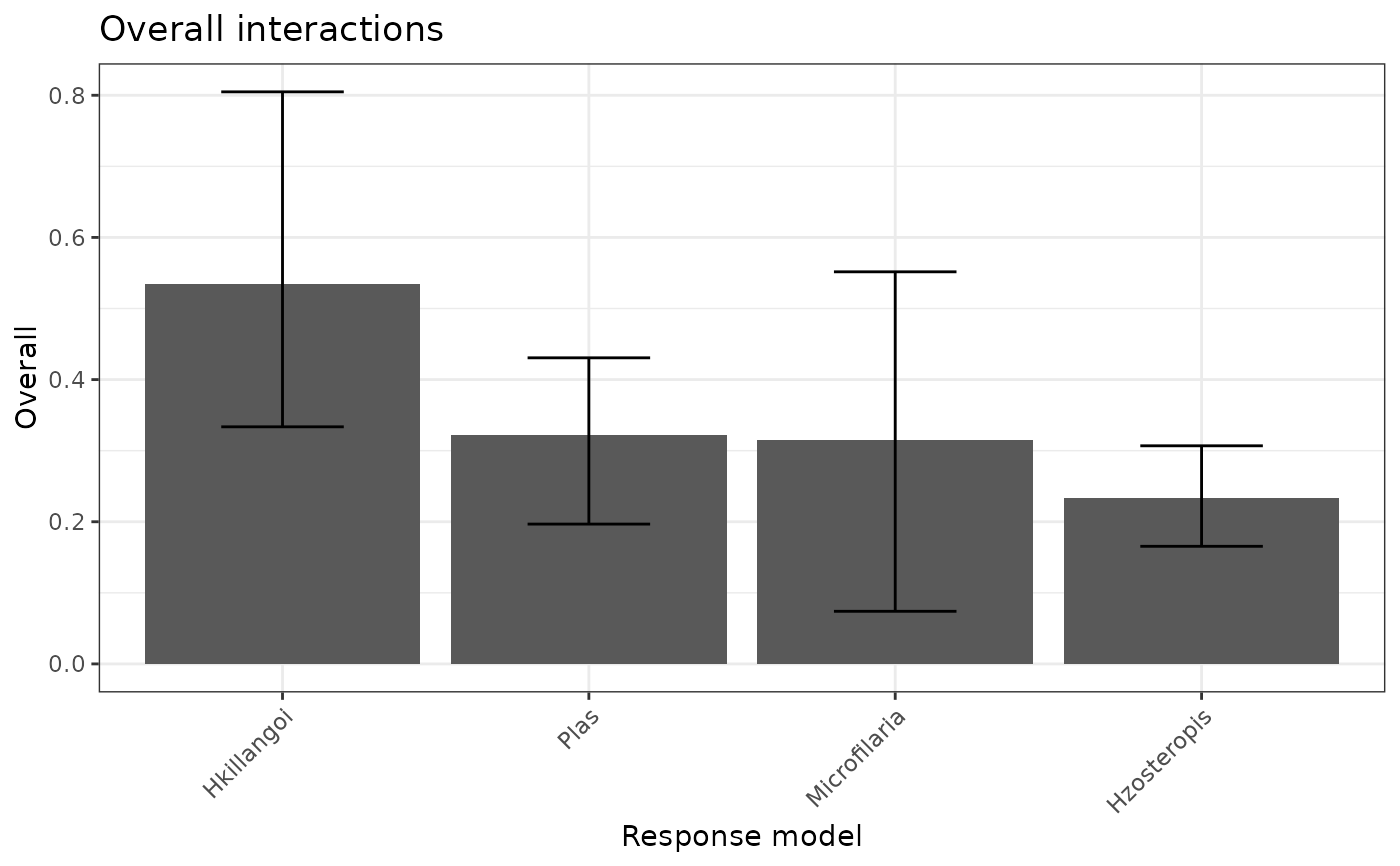 Overall interactions
0.8
0.6
0.4
0.2
0.0
Overall
Hkillangoi
Plas
Microfilaria
Hzosteropis
Response model